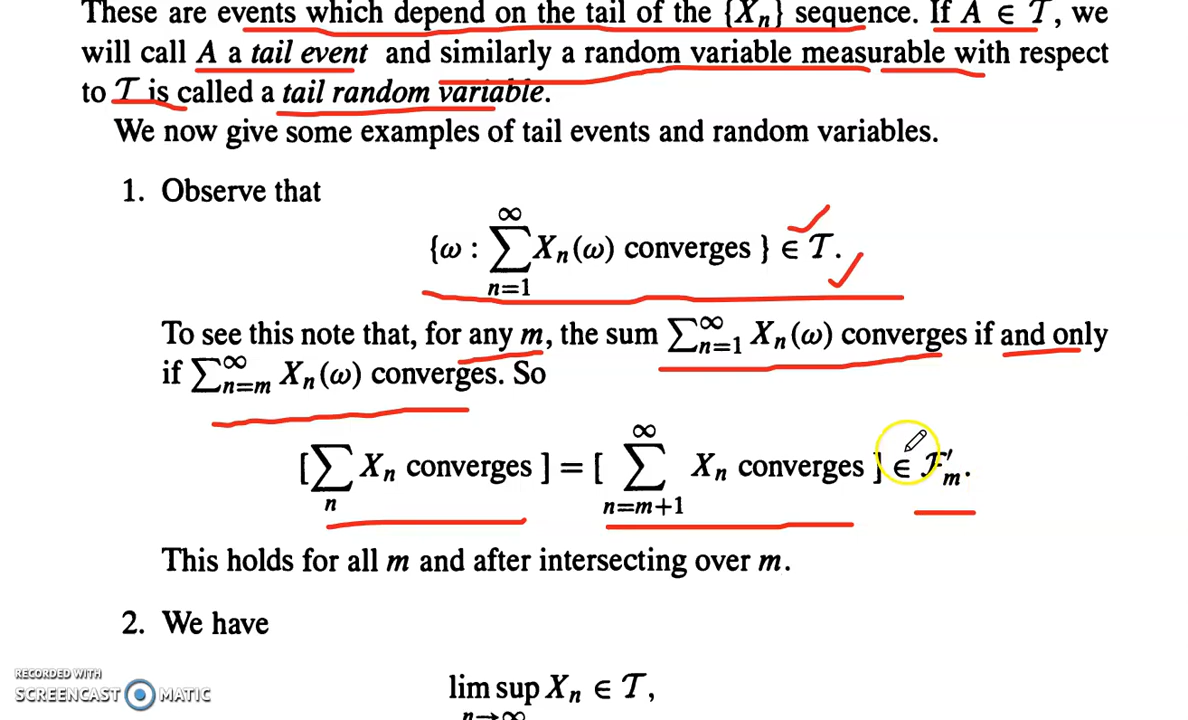 These are events which depend on the tail of the {Xₙ} sequence. If A ∈ 𝒯, we
will call A a tail event and similarly a random variable measurable with respect
to 𝒯 is called a tail random variable.
We now give some examples of tail events and random variables.
1. Observe that
{ω : ∑_{n=1}^{∞} Xₙ(ω) converges } ∈ 𝒯.
To see this note that, for any m, the sum ∑_{n=1}^{∞} Xₙ(ω) converges if and only
if ∑_{n=m}^{∞} Xₙ(ω) converges. So
[∑_{n} Xₙ converges ] = [ ∑_{n=m+1}^{∞} Xₙ converges ] ∈ ℱ′ₘ.
This holds for all m and after intersecting over m.
2. We have
lim sup_{n→∞} Xₙ ∈ 𝒯,
RECORDED WITH
SCREENCAST MATIC